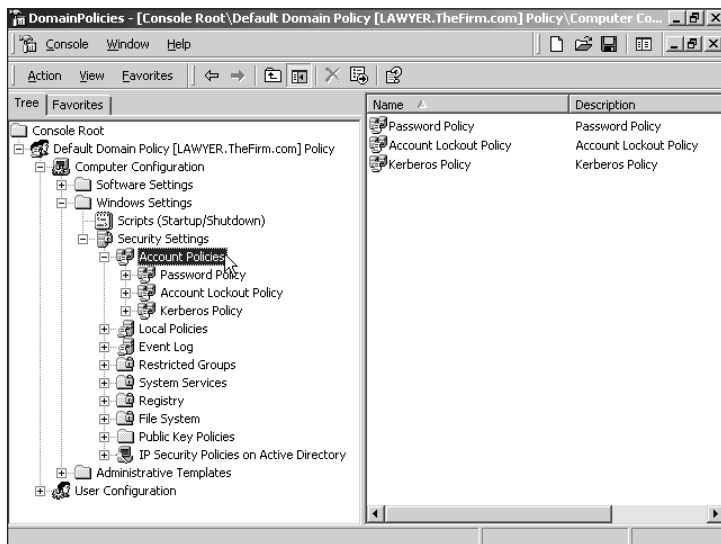 DomainPolicies - [Console Root\Default Domain Policy [LAWYER.TheFirm.com] Policy\Computer Co...
Console Window Help
Action View Favorites
Tree Favorites
Name Description
Console Root
Default Domain Policy [LAWYER.TheFirm.com] Policy
Computer Configuration
Software Settings
Windows Settings
Scripts (Startup/Shutdown)
Security Settings
Account Policies
Password Policy
Account Lockout Policy
Kerberos Policy
Local Policies
Event Log
Restricted Groups
System Services
Registry
File System
Public Key Policies
IP Security Policies on Active Directory
Administrative Templates
User Configuration
Password Policy Password Policy
Account Lockout Policy Account Lockout Policy
Kerberos Policy Kerberos Policy